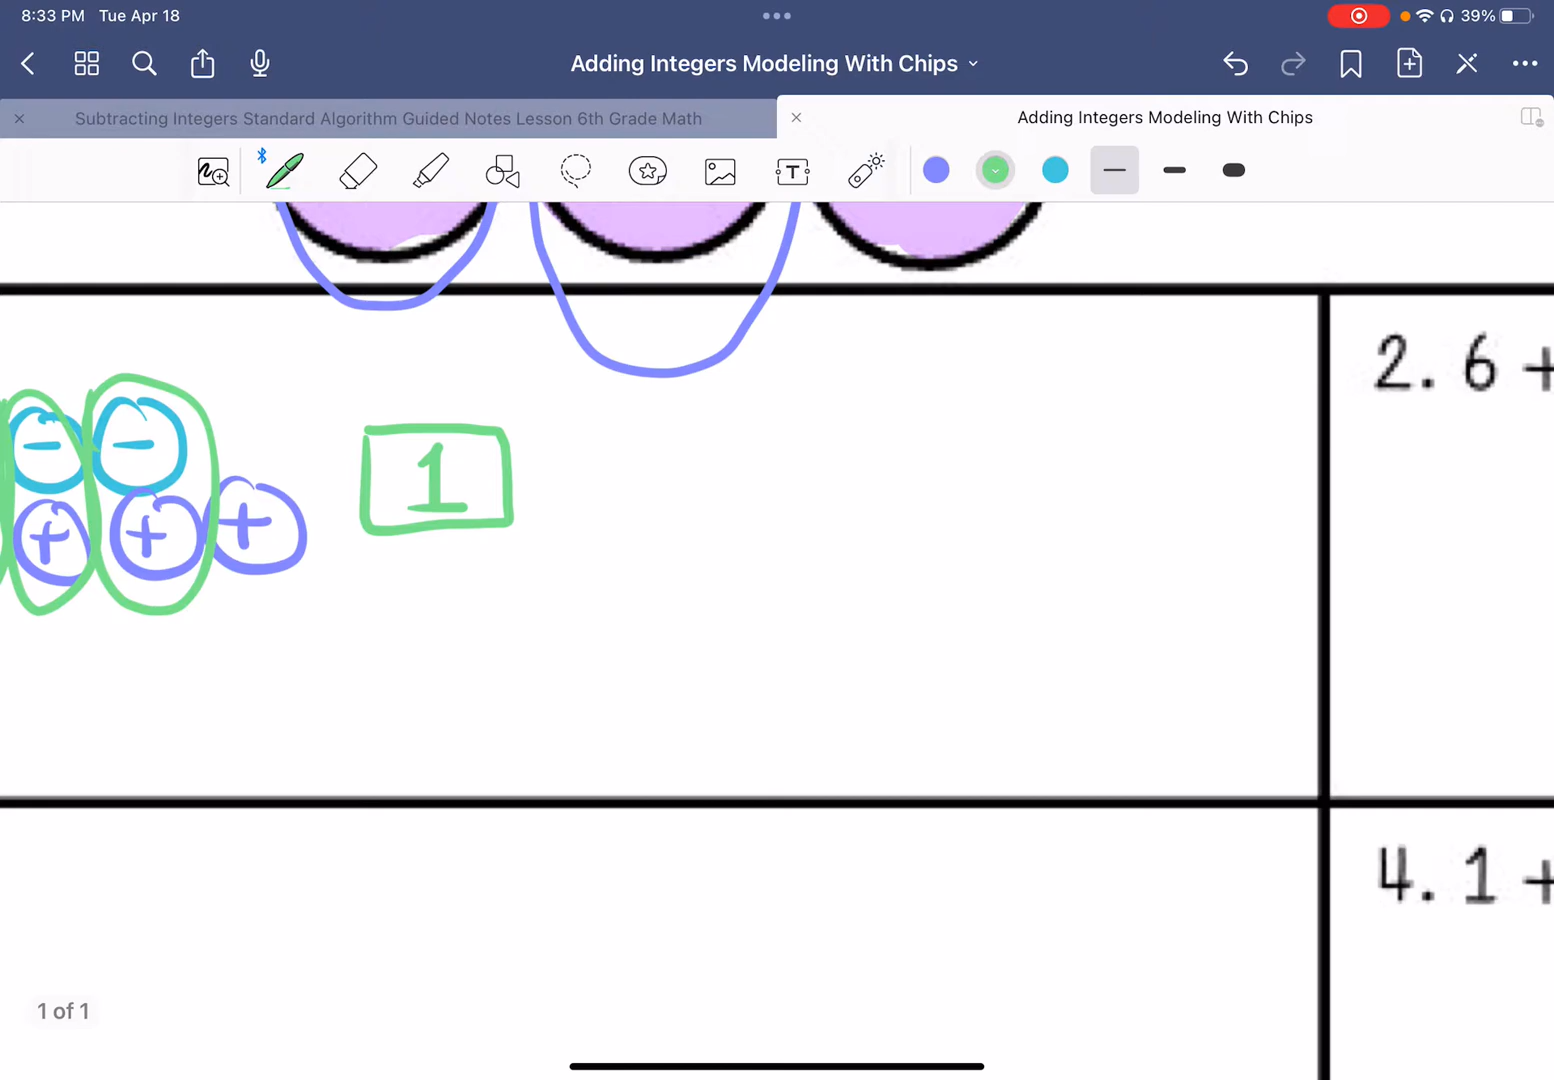 8:33 PM Tue Apr 18
39%
Adding Integers Modeling With Chips
Subtracting Integers Standard Algorithm Guided Notes Lesson 6th Grade Math
Adding Integers Modeling With Chips
T
2. 6 +
- -
1
+ + +
4. 1 +
1 of 1